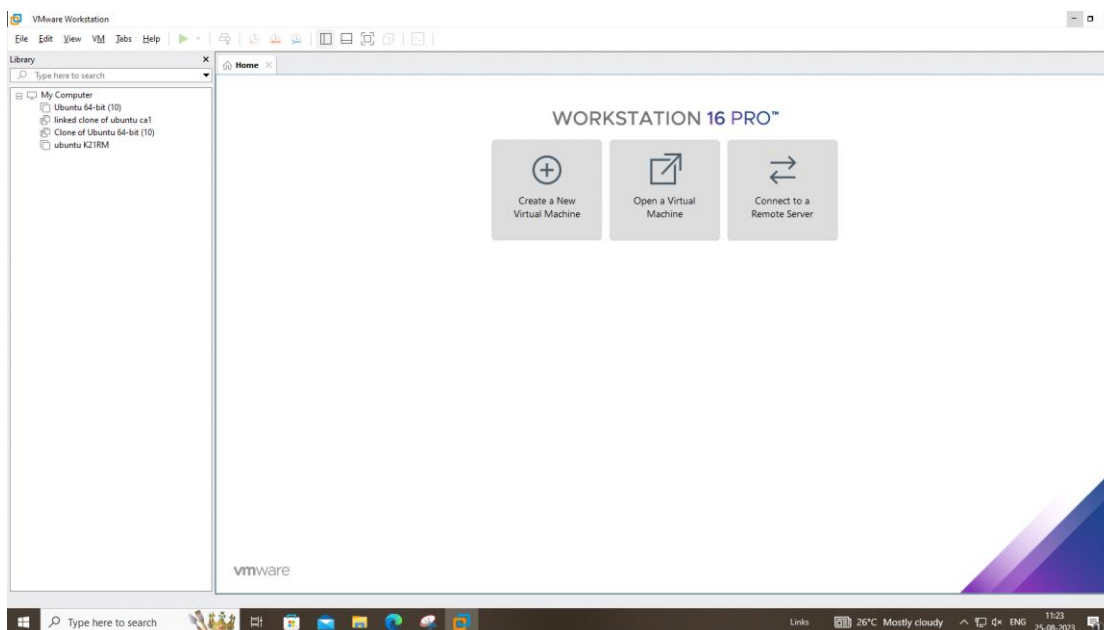 VMware Workstation
File Edit View VM Tabs Help
Library
Home
Type here to search
My Computer
Ubuntu 64-bit (10)
linked clone of ubuntu ca1
Clone of Ubuntu 64-bit (10)
ubuntu K21RM
WORKSTATION 16 PRO™
Create a New
Virtual Machine
Open a Virtual
Machine
Connect to a
Remote Server
vmware
Type here to search
Links
26°C Mostly cloudy
ENG
11:23
25-08-2023